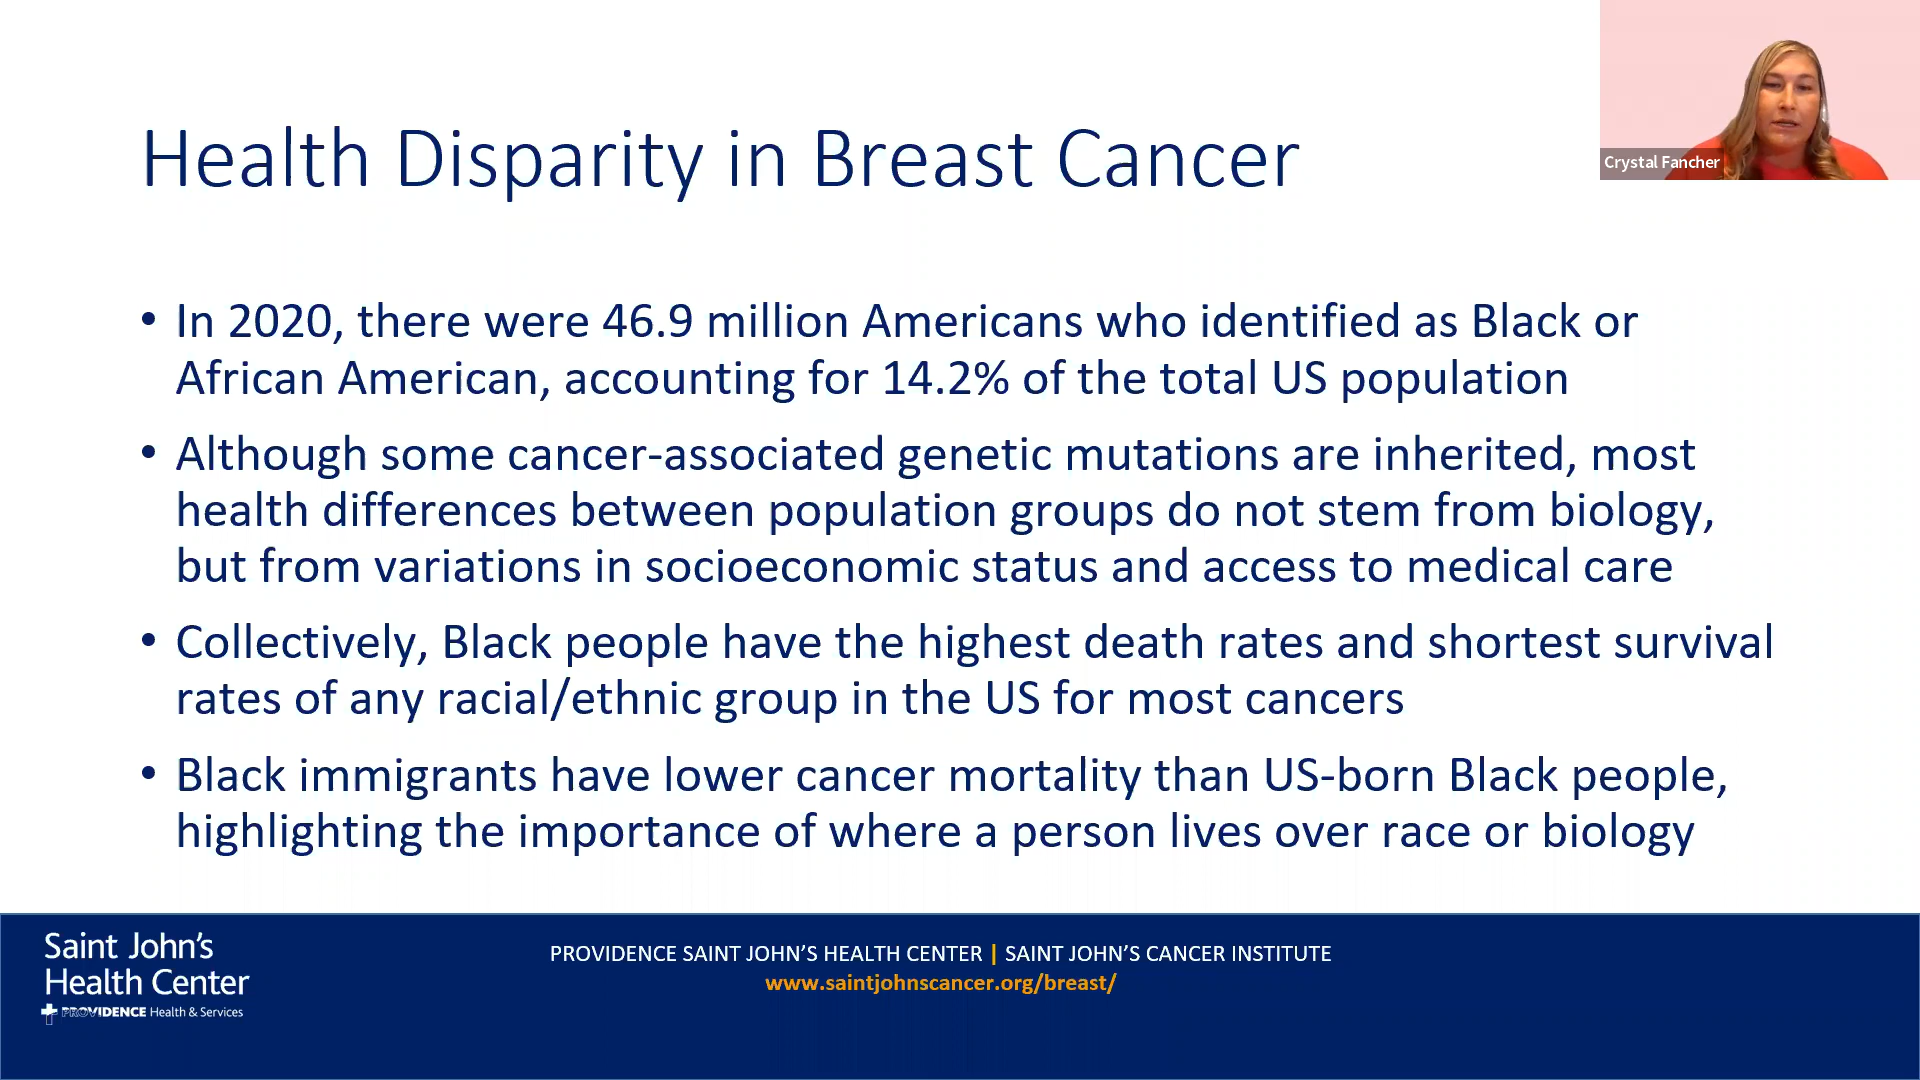 Health Disparity in Breast Cancer
Crystal Fancher
• In 2020, there were 46.9 million Americans who identified as Black or
African American, accounting for 14.2% of the total US population
• Although some cancer-associated genetic mutations are inherited, most
health differences between population groups do not stem from biology,
but from variations in socioeconomic status and access to medical care
• Collectively, Black people have the highest death rates and shortest survival
rates of any racial/ethnic group in the US for most cancers
• Black immigrants have lower cancer mortality than US-born Black people,
highlighting the importance of where a person lives over race or biology
Saint John's
Health Center
PROVIDENCE Health & Services
PROVIDENCE SAINT JOHN'S HEALTH CENTER | SAINT JOHN'S CANCER INSTITUTE
www.saintjohnscancer.org/breast/